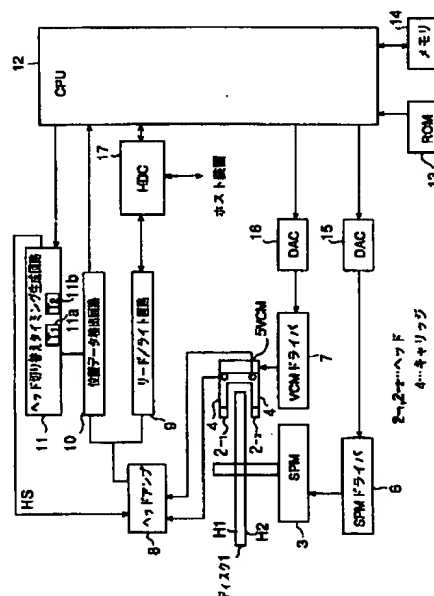 12
CPU
14
メモリ
ROM
13
17
HDC
ホスト装置
HS
ヘッド切り替えタイミング生成回路
T1
T2
11a
11b
11
位置データ検出回路
10
リード/ライト回路
9
ヘッドアンプ
8
16
DAC
15
DAC
5VCM
VCMドライバ
7
4
2-1
2-2
4
H1
H2
ディスク1
SPM
3
SPMドライバ
6
2-1,2-2…ヘッド
4…キャリッジ